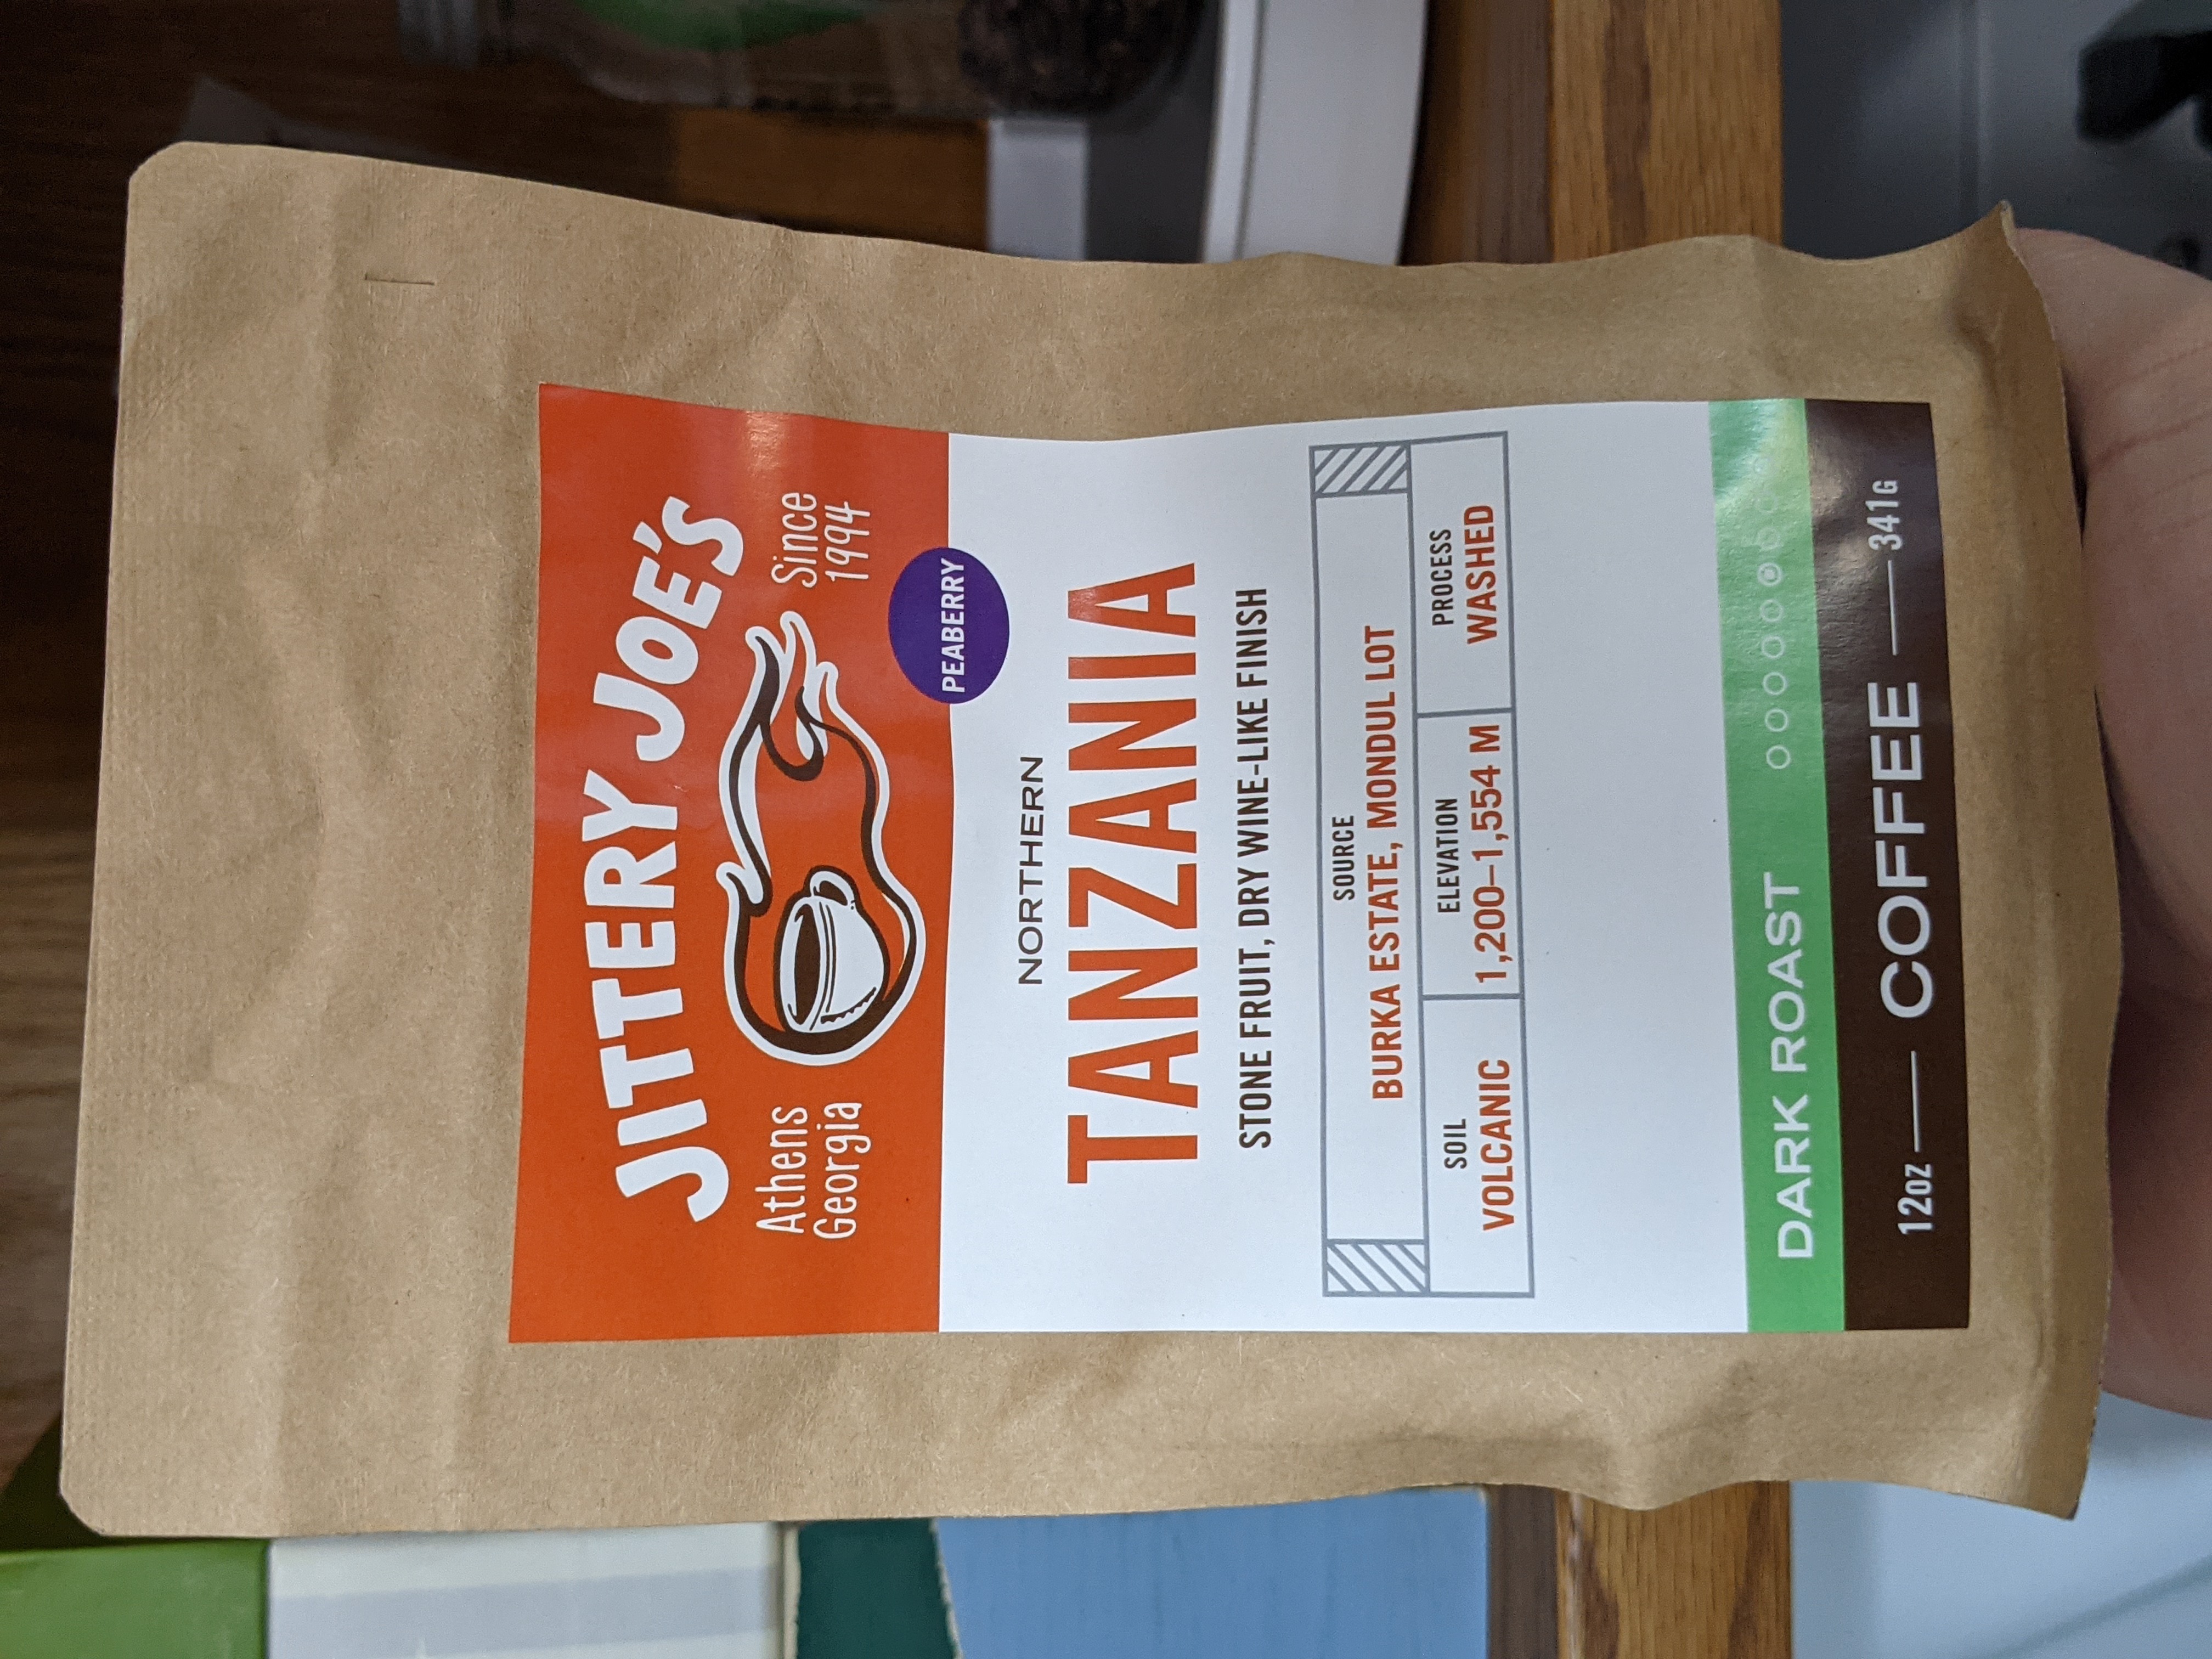 JITTERY JOE'S
Athens
Georgia
Since
1994
PEABERRY
NORTHERN
TANZANIA
STONE FRUIT, DRY WINE-LIKE FINISH
SOURCE
BURKA ESTATE, MONDUL LOT
SOIL
VOLCANIC
ELEVATION
1,200–1,554 M
PROCESS
WASHED
DARK ROAST
12OZ — COFFEE — 341G